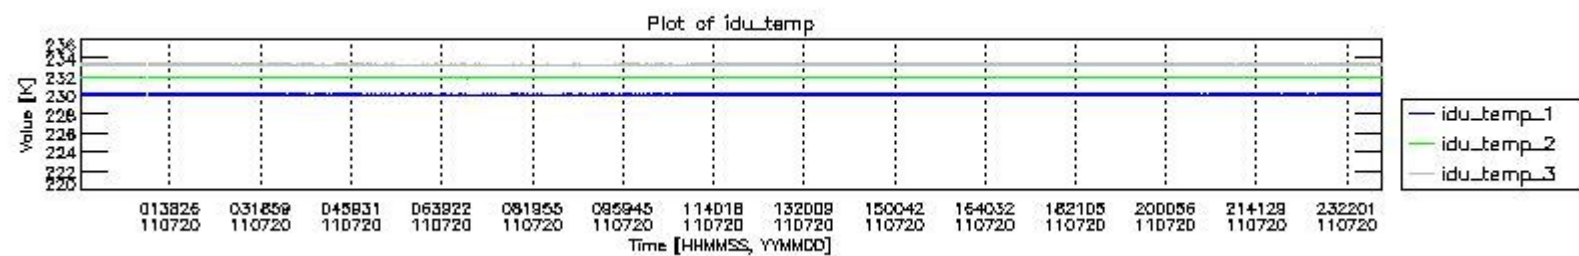 Plot of idu_temp
236
234
232
230
228
226
224
222
220
Value [K]
013826 031859 045931 063922 081955 095945 114018 132009 150042 164032 182105 200056 214129 232201
110720 110720 110720 110720 110720 110720 110720 110720 110720 110720 110720 110720 110720 110720
Time [HHMMSS, YYMMDD]
idu_temp_1
idu_temp_2
idu_temp_3